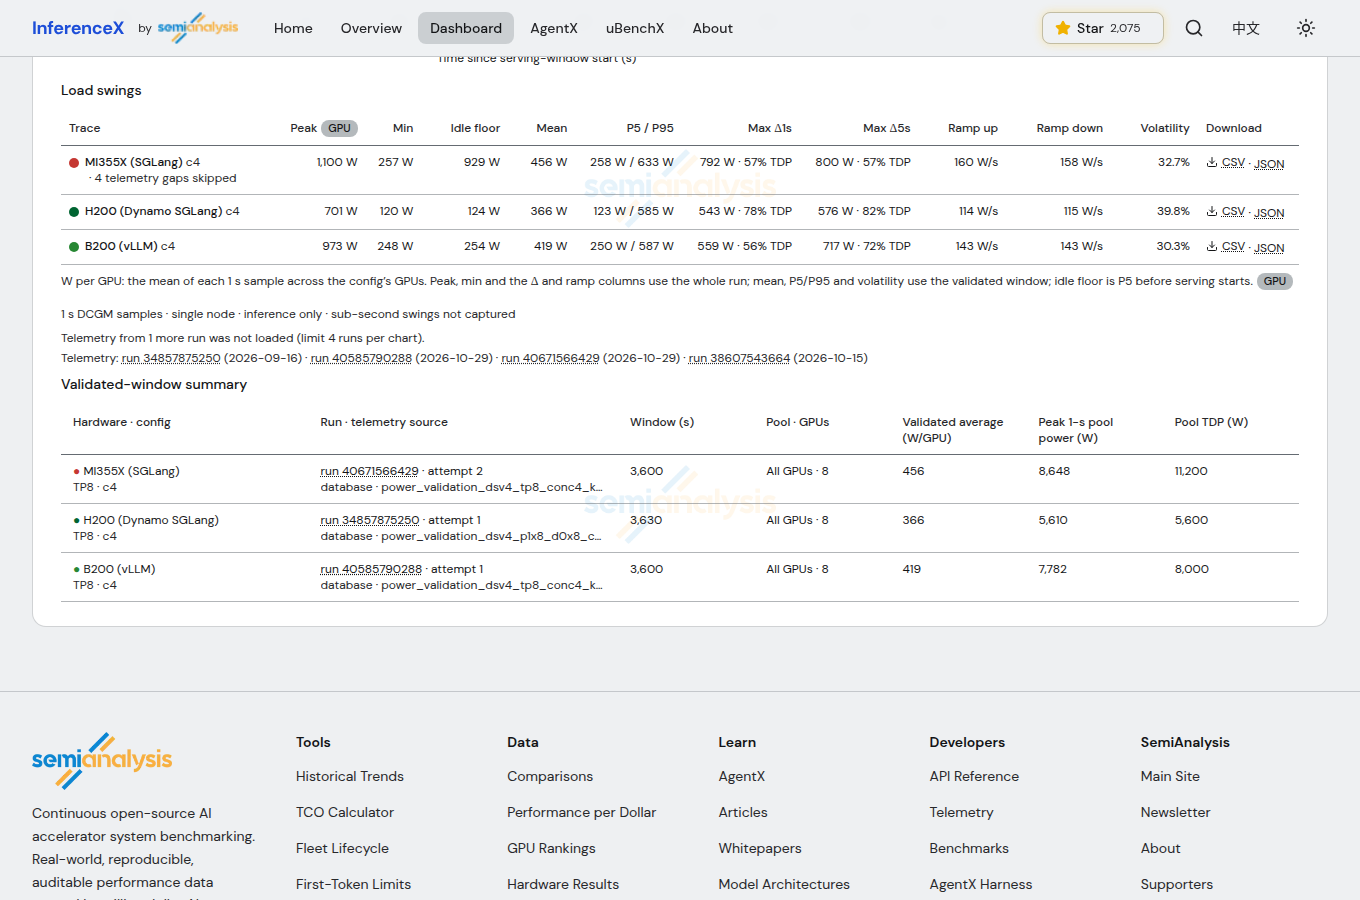 InferenceX by semianalysis Home Overview Dashboard AgentX uBenchX About Star 2,075 中文
Time since serving-window start (s)
Load swings
Trace Peak GPU Min Idle floor Mean P5 / P95 Max Δ1s Max Δ5s Ramp up Ramp down Volatility Download
MI355X (SGLang) c4 1,100 W 257 W 929 W 456 W 258 W / 633 W 792 W · 57% TDP 800 W · 57% TDP 160 W/s 158 W/s 32.7% CSV · JSON
· 4 telemetry gaps skipped
semianalysis
H200 (Dynamo SGLang) c4 701 W 120 W 124 W 366 W 123 W / 585 W 543 W · 78% TDP 576 W · 82% TDP 114 W/s 115 W/s 39.8% CSV · JSON
B200 (vLLM) c4 973 W 248 W 254 W 419 W 250 W / 587 W 559 W · 56% TDP 717 W · 72% TDP 143 W/s 143 W/s 30.3% CSV · JSON
W per GPU: the mean of each 1 s sample across the config’s GPUs. Peak, min and the Δ and ramp columns use the whole run; mean, P5/P95 and volatility use the validated window; idle floor is P5 before serving starts. GPU
1 s DCGM samples · single node · inference only · sub-second swings not captured
Telemetry from 1 more run was not loaded (limit 4 runs per chart).
Telemetry: run 34857875250 (2026-09-16) · run 40585790288 (2026-10-29) · run 40671566429 (2026-10-29) · run 38607543664 (2026-10-15)
Validated-window summary
Hardware · config Run · telemetry source Window (s) Pool · GPUs Validated average (W/GPU) Peak 1-s pool power (W) Pool TDP (W)
MI355X (SGLang) run 40671566429 · attempt 2 3,600 All GPUs · 8 456 8,648 11,200
TP8 · c4 database · power_validation_dsv4_tp8_conc4_k...
semianalysis
H200 (Dynamo SGLang) run 34857875250 · attempt 1 3,630 All GPUs · 8 366 5,610 5,600
TP8 · c4 database · power_validation_dsv4_p1x8_d0x8_c...
B200 (vLLM) run 40585790288 · attempt 1 3,600 All GPUs · 8 419 7,782 8,000
TP8 · c4 database · power_validation_dsv4_tp8_conc4_k...
semianalysis
Continuous open-source AI
accelerator system benchmarking.
Real-world, reproducible,
auditable performance data
Tools
Historical Trends
TCO Calculator
Fleet Lifecycle
First-Token Limits
Data
Comparisons
Performance per Dollar
GPU Rankings
Hardware Results
Learn
AgentX
Articles
Whitepapers
Model Architectures
Developers
API Reference
Telemetry
Benchmarks
AgentX Harness
SemiAnalysis
Main Site
Newsletter
About
Supporters